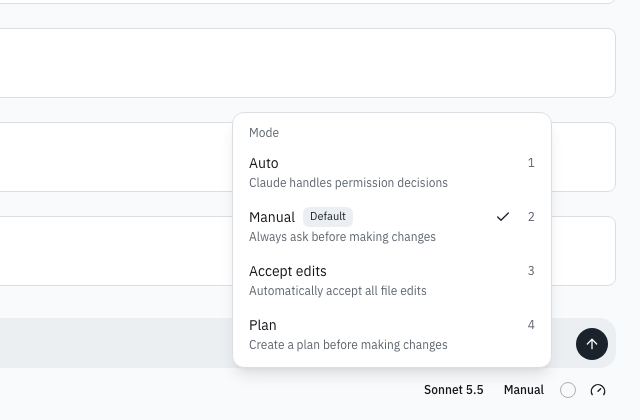 Mode
Auto 1
Claude handles permission decisions
Manual Default 2
Always ask before making changes
Accept edits 3
Automatically accept all file edits
Plan 4
Create a plan before making changes
Sonnet 5.5 Manual